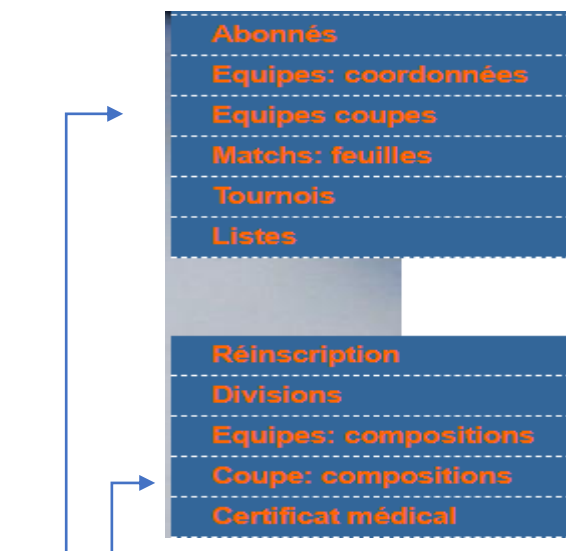 Abonnés
Equipes: coordonnées
Equipes coupes
Matchs: feuilles
Tournois
Listes
Réinscription
Divisions
Equipes: compositions
Coupe: compositions
Certificat médical